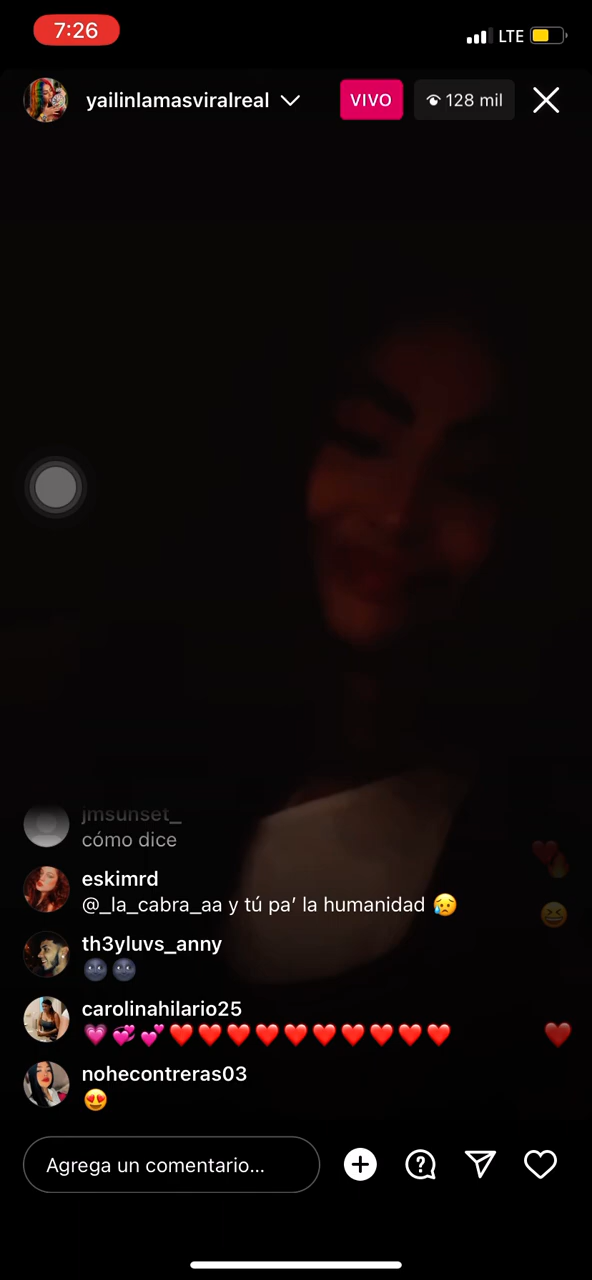 7:26
LTE
yailinlamasviralreal
VIVO
128 mil
jmsunset_
cómo dice
eskimrd
@_la_cabra_aa y tú pa’ la humanidad 😥
th3yluvs_anny
🌚🌚
carolinahilario25
💗💞💕❤️❤️❤️❤️❤️❤️❤️❤️❤️❤️
nohecontreras03
😍
Agrega un comentario...